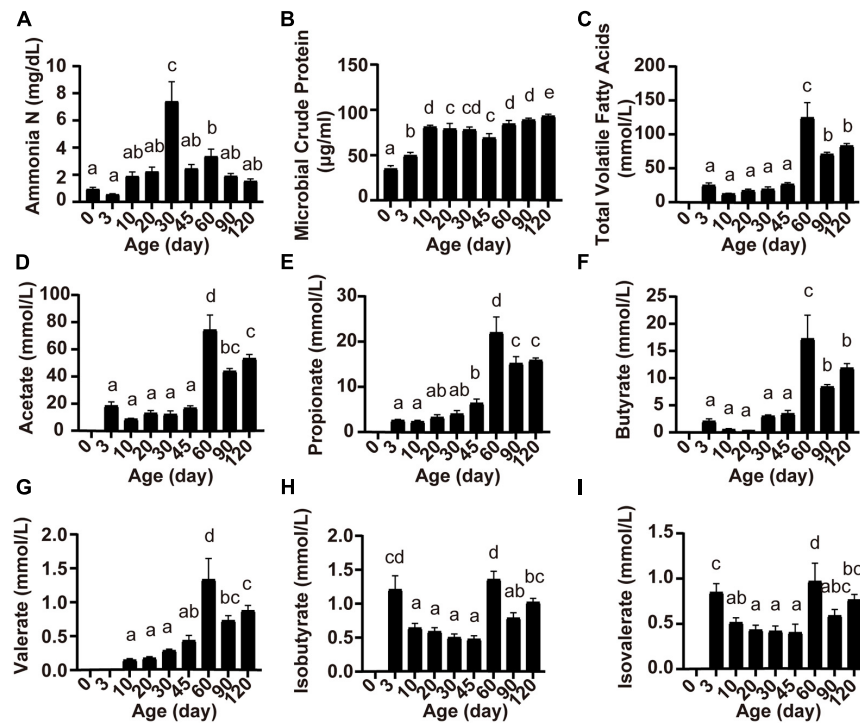 A
Ammonia N (mg/dL)
10
8
6
4
2
0
a
a
ab
ab
c
ab
b
ab
ab
0 3 10 20 30 45 60 90 120
Age (day)
B
Microbial Crude Protein
(µg/ml)
150
100
50
0
a
b
d
c
cd
c
d
d
e
0 3 10 20 30 45 60 90 120
Age (day)
C
Total Volatile Fatty Acids
(mmol/L)
200
150
100
50
0
a
a
a
a
a
c
b
b
0 3 10 20 30 45 60 90 120
Age (day)
D
Acetate (mmol/L)
100
80
60
40
20
0
a
a
a
a
a
d
bc
c
0 3 10 20 30 45 60 90 120
Age (day)
E
Propionate (mmol/L)
30
20
10
0
a
a
ab
ab
b
d
c
c
0 3 10 20 30 45 60 90 120
Age (day)
F
Butyrate (mmol/L)
25
20
15
10
5
0
a
a
a
a
a
c
b
b
0 3 10 20 30 45 60 90 120
Age (day)
G
Valerate (mmol/L)
2.0
1.5
1.0
0.5
0.0
a
a
a
ab
d
bc
c
0 3 10 20 30 45 60 90 120
Age (day)
H
Isobutyrate (mmol/L)
2.0
1.5
1.0
0.5
0.0
cd
a
a
a
a
d
ab
bc
0 3 10 20 30 45 60 90 120
Age (day)
I
Isovalerate (mmol/L)
1.5
1.0
0.5
0.0
c
ab
a
a
a
d
abc
bc
0 3 10 20 30 45 60 90 120
Age (day)